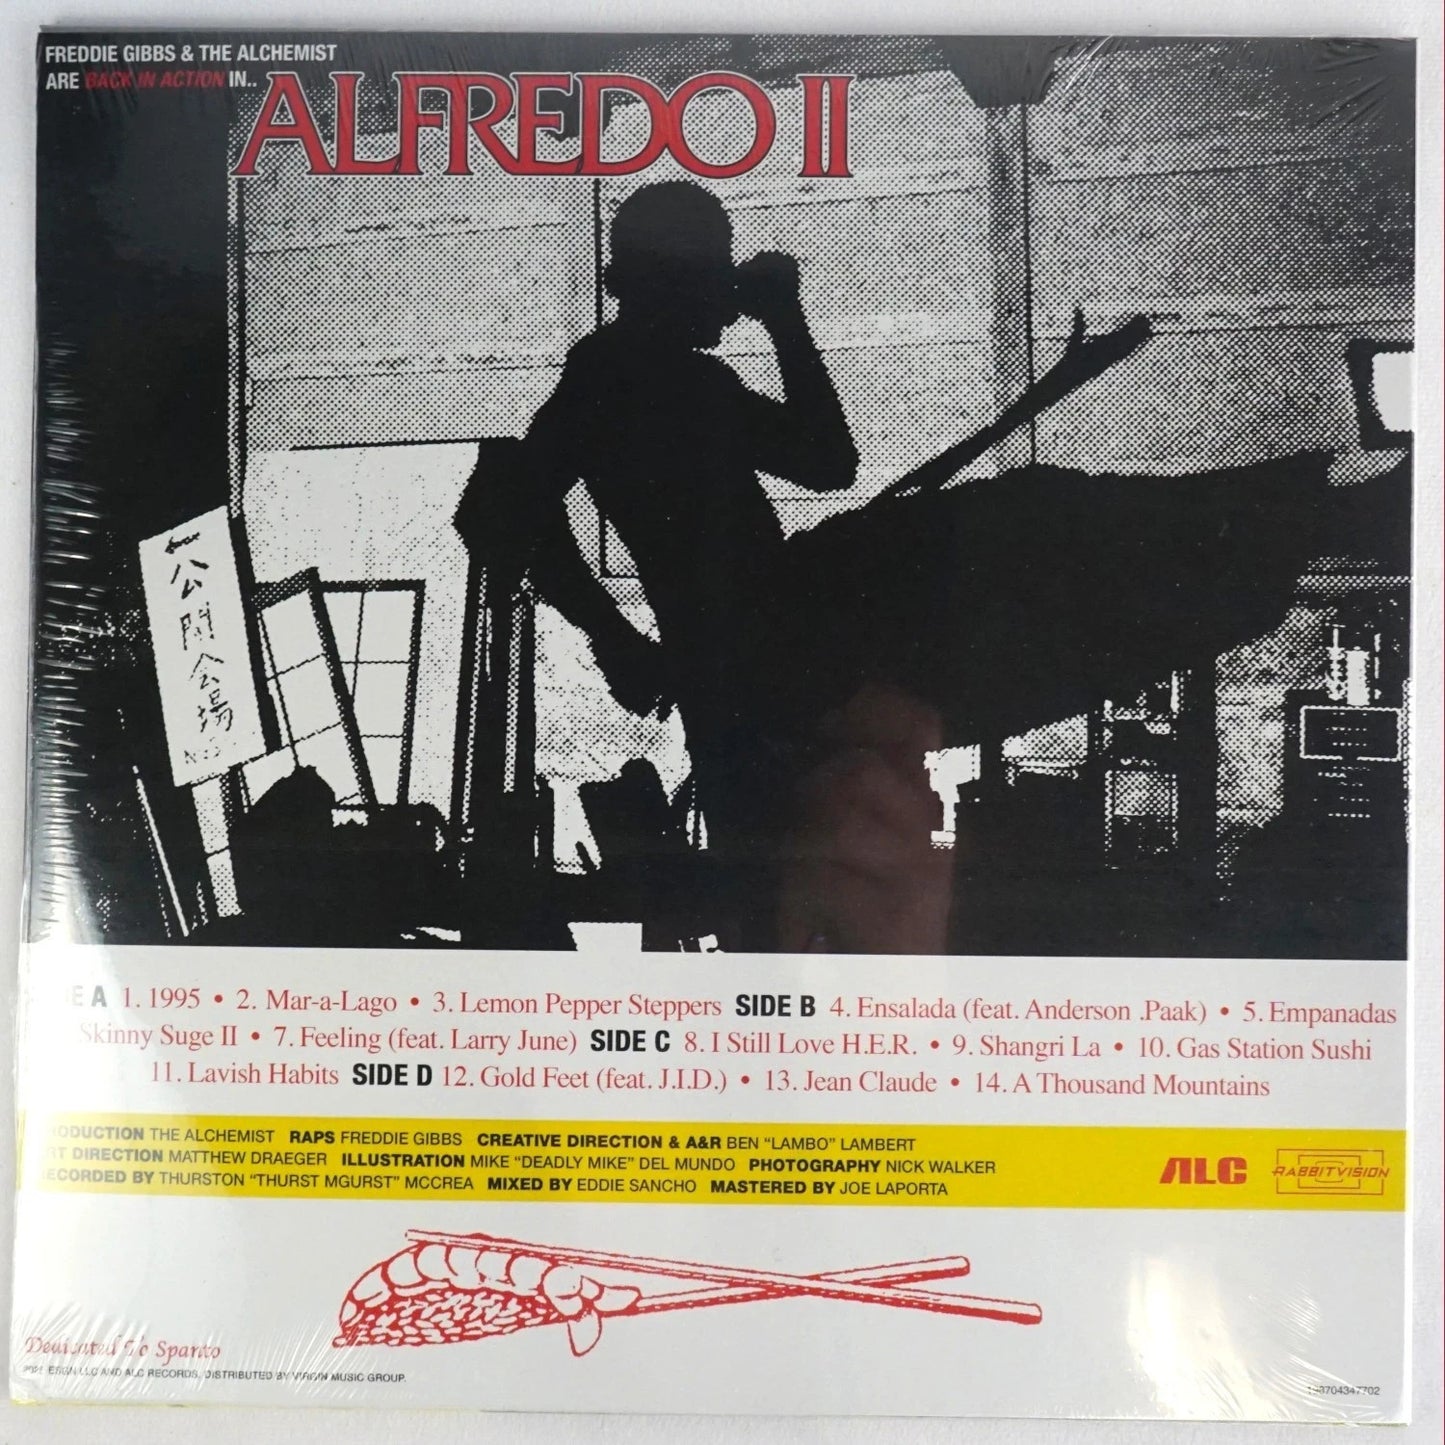 FREDDIE GIBBS & THE ALCHEMIST
ARE BACK IN ACTION IN..
ALFREDO II
←公開会場
A 1. 1995 • 2. Mar-a-Lago • 3. Lemon Pepper Steppers SIDE B 4. Ensalada (feat. Anderson .Paak) • 5. Empanadas
Skinny Suge II • 7. Feeling (feat. Larry June) SIDE C 8. I Still Love H.E.R. • 9. Shangri La • 10. Gas Station Sushi
11. Lavish Habits SIDE D 12. Gold Feet (feat. J.I.D.) • 13. Jean Claude • 14. A Thousand Mountains
PRODUCTION THE ALCHEMIST RAPS FREDDIE GIBBS CREATIVE DIRECTION & A&R BEN “LAMBO” LAMBERT
ART DIRECTION MATTHEW DRAEGER ILLUSTRATION MIKE “DEADLY MIKE” DEL MUNDO PHOTOGRAPHY NICK WALKER
RECORDED BY THURSTON “THURST MGURST” MCCREA MIXED BY EDDIE SANCHO MASTERED BY JOE LAPORTA
ALC
RABBITVISION
Dedicated To Spanto
ESGN LLC AND ALC RECORDS, DISTRIBUTED BY VIRGIN MUSIC GROUP.
198704347702